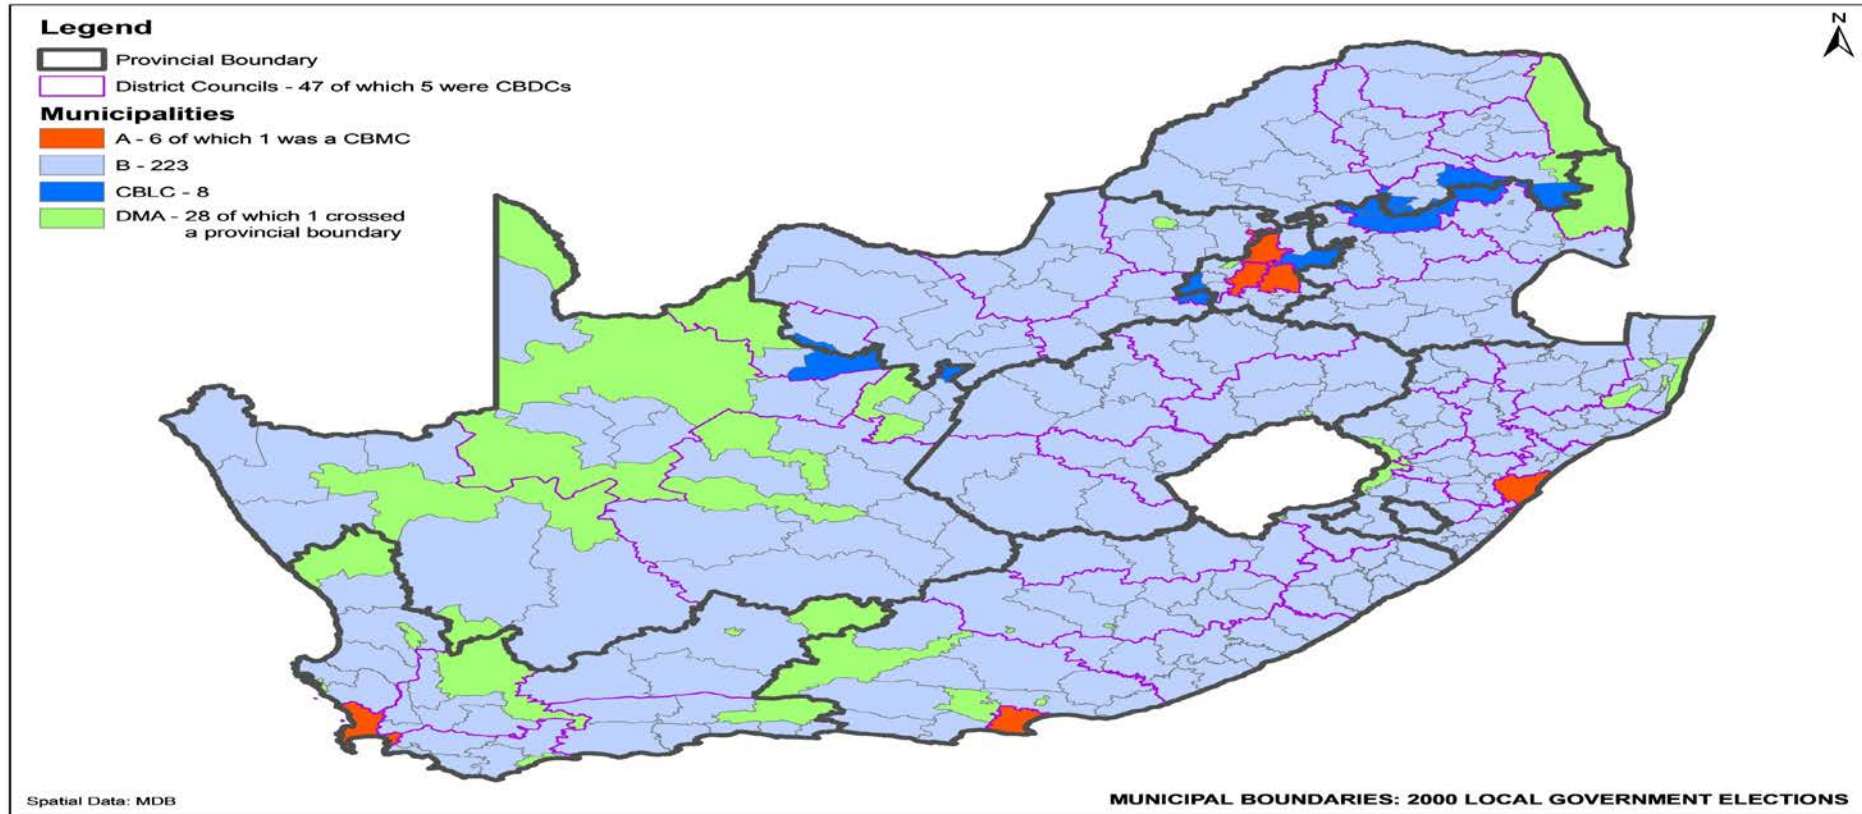 Legend
Provincial Boundary
District Councils - 47 of which 5 were CBDCs
Municipalities
A - 6 of which 1 was a CBMC
B - 223
CBLC - 8
DMA - 28 of which 1 crossed
a provincial boundary
N
Spatial Data: MDB
MUNICIPAL BOUNDARIES: 2000 LOCAL GOVERNMENT ELECTIONS